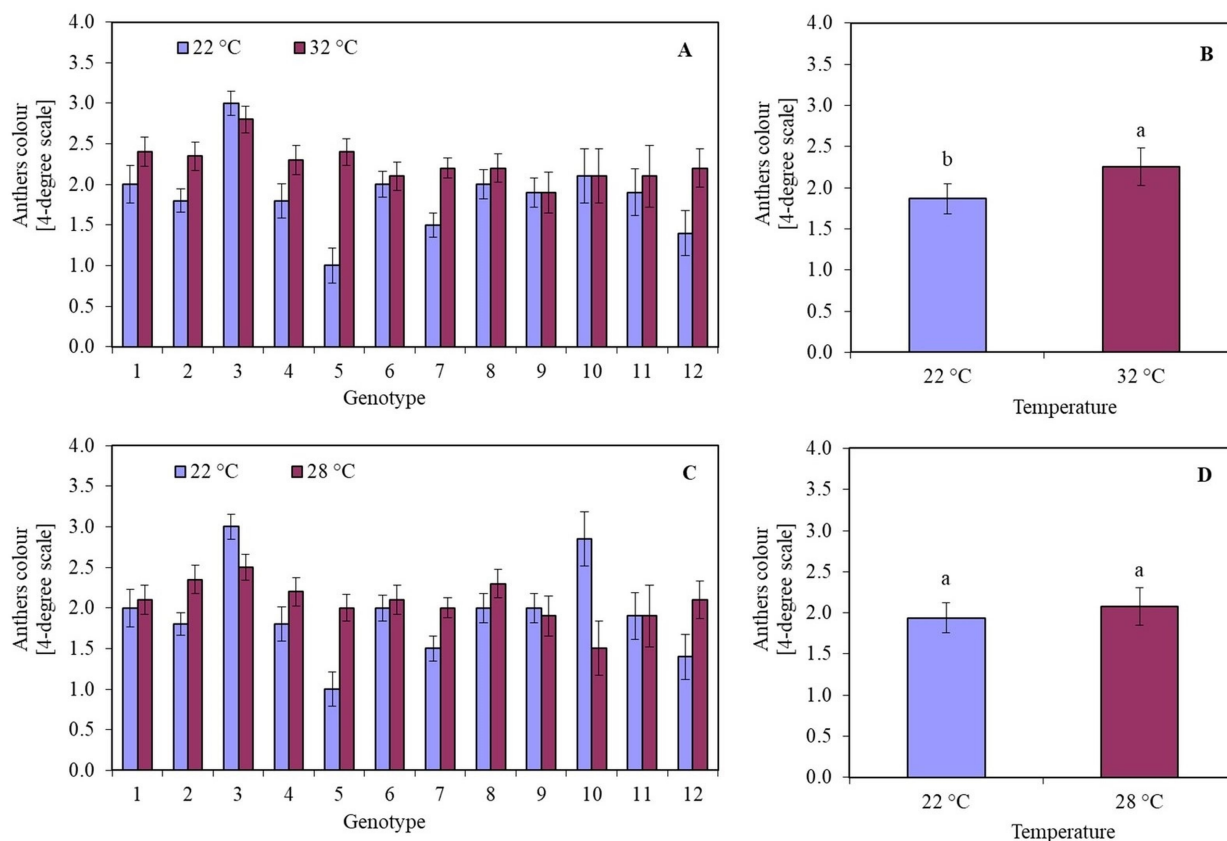 4.0
3.5
3.0
2.5
2.0
1.5
1.0
0.5
0.0
Anthers colour
[4-degree scale]
22 °C 32 °C
A
1 2 3 4 5 6 7 8 9 10 11 12
Genotype
4.0
3.5
3.0
2.5
2.0
1.5
1.0
0.5
0.0
Anthers colour
[4-degree scale]
B
b
a
22 °C 32 °C
Temperature
4.0
3.5
3.0
2.5
2.0
1.5
1.0
0.5
0.0
Anthers colour
[4-degree scale]
22 °C 28 °C
C
1 2 3 4 5 6 7 8 9 10 11 12
Genotype
4.0
3.5
3.0
2.5
2.0
1.5
1.0
0.5
0.0
Anthers colour
[4-degree scale]
D
a a
22 °C 28 °C
Temperature